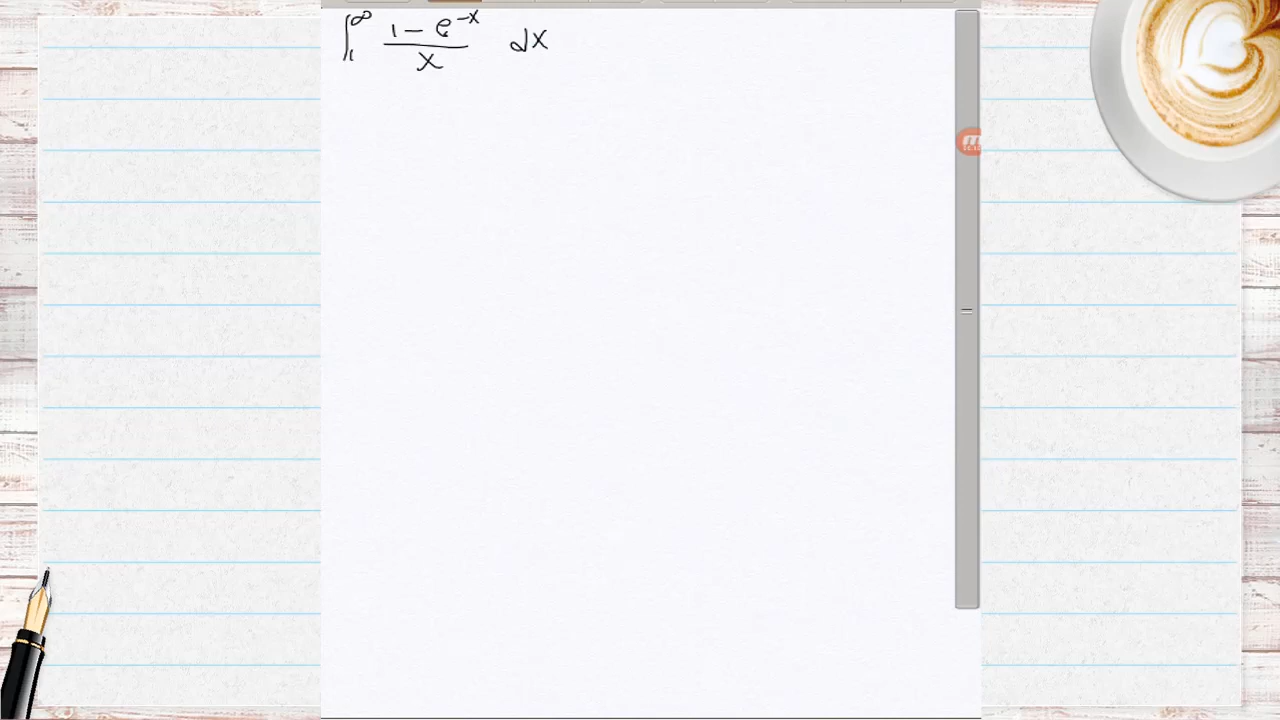 ∫₁^∞ (1 − e^(−x))/x dx